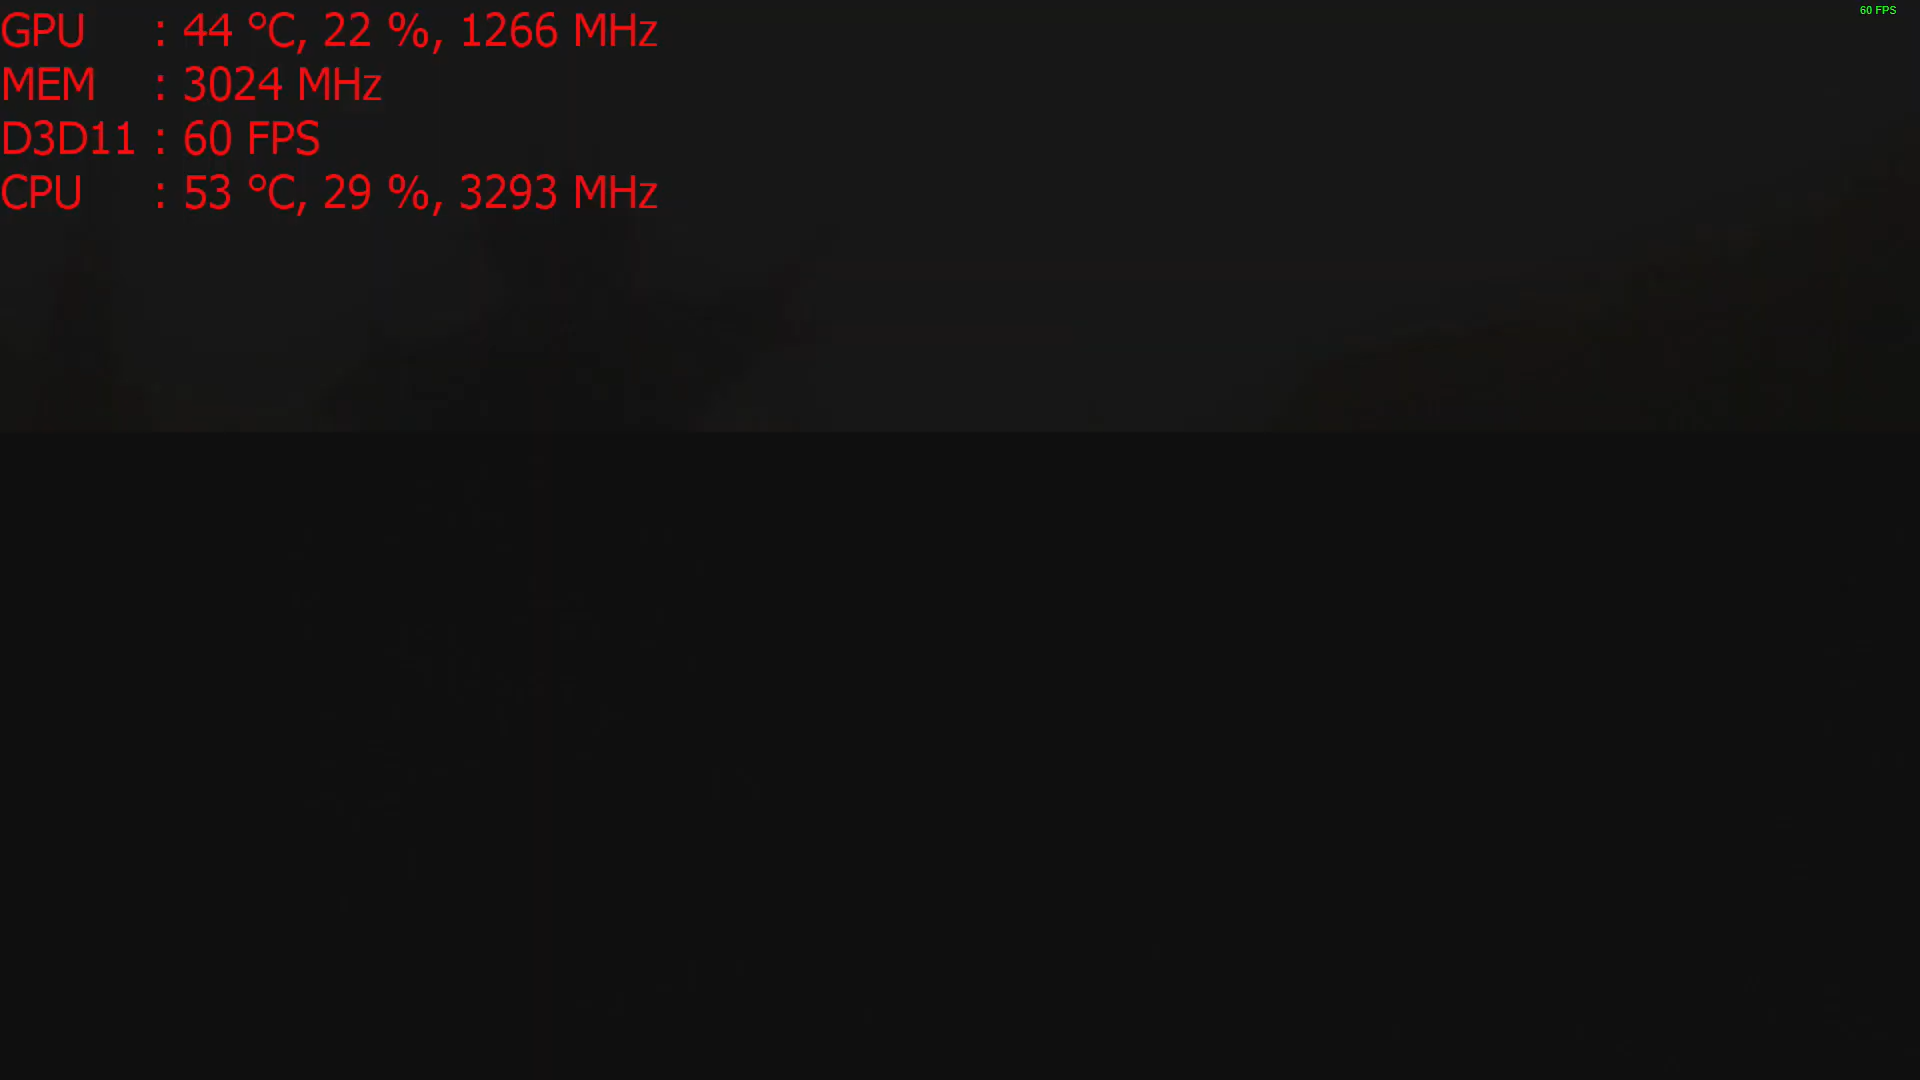 GPU : 44 °C, 22 %, 1266 MHz
60 FPS
MEM : 3024 MHz
D3D11 : 60 FPS
CPU : 53 °C, 29 %, 3293 MHz